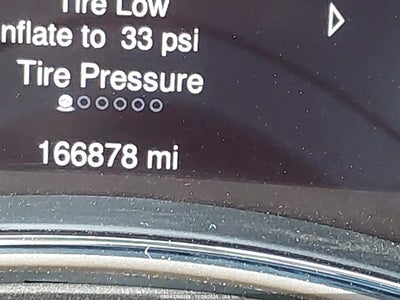 Tire Low
nflate to 33 psi
Tire Pressure
166878 mi